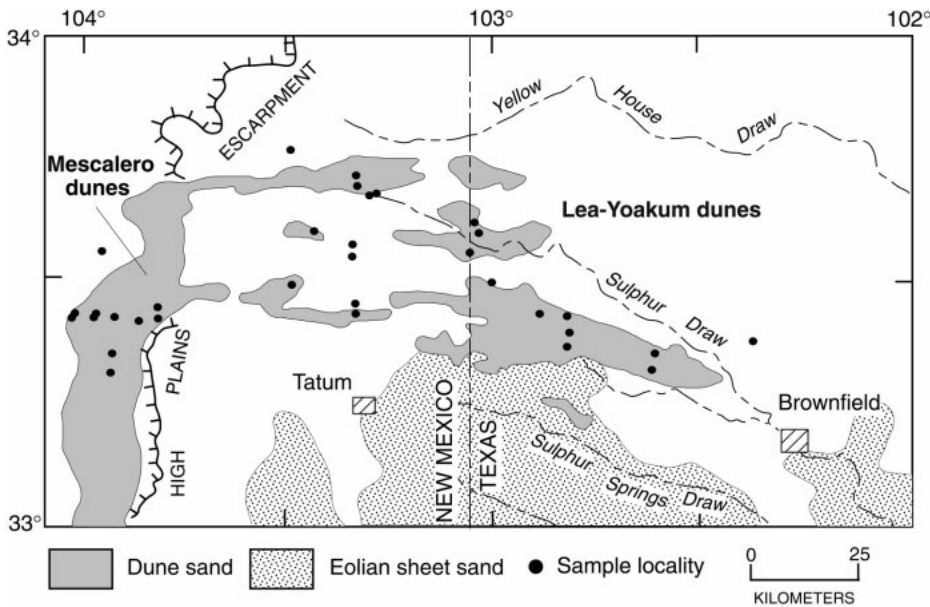 104°
103°
102°
34°
ESCARPMENT
Yellow House Draw
Mescalero
dunes
Lea-Yoakum dunes
Sulphur Draw
HIGH PLAINS
Tatum
NEW MEXICO
TEXAS
Brownfield
Sulphur Springs Draw
33°
Dune sand
Eolian sheet sand
Sample locality
0 25
KILOMETERS